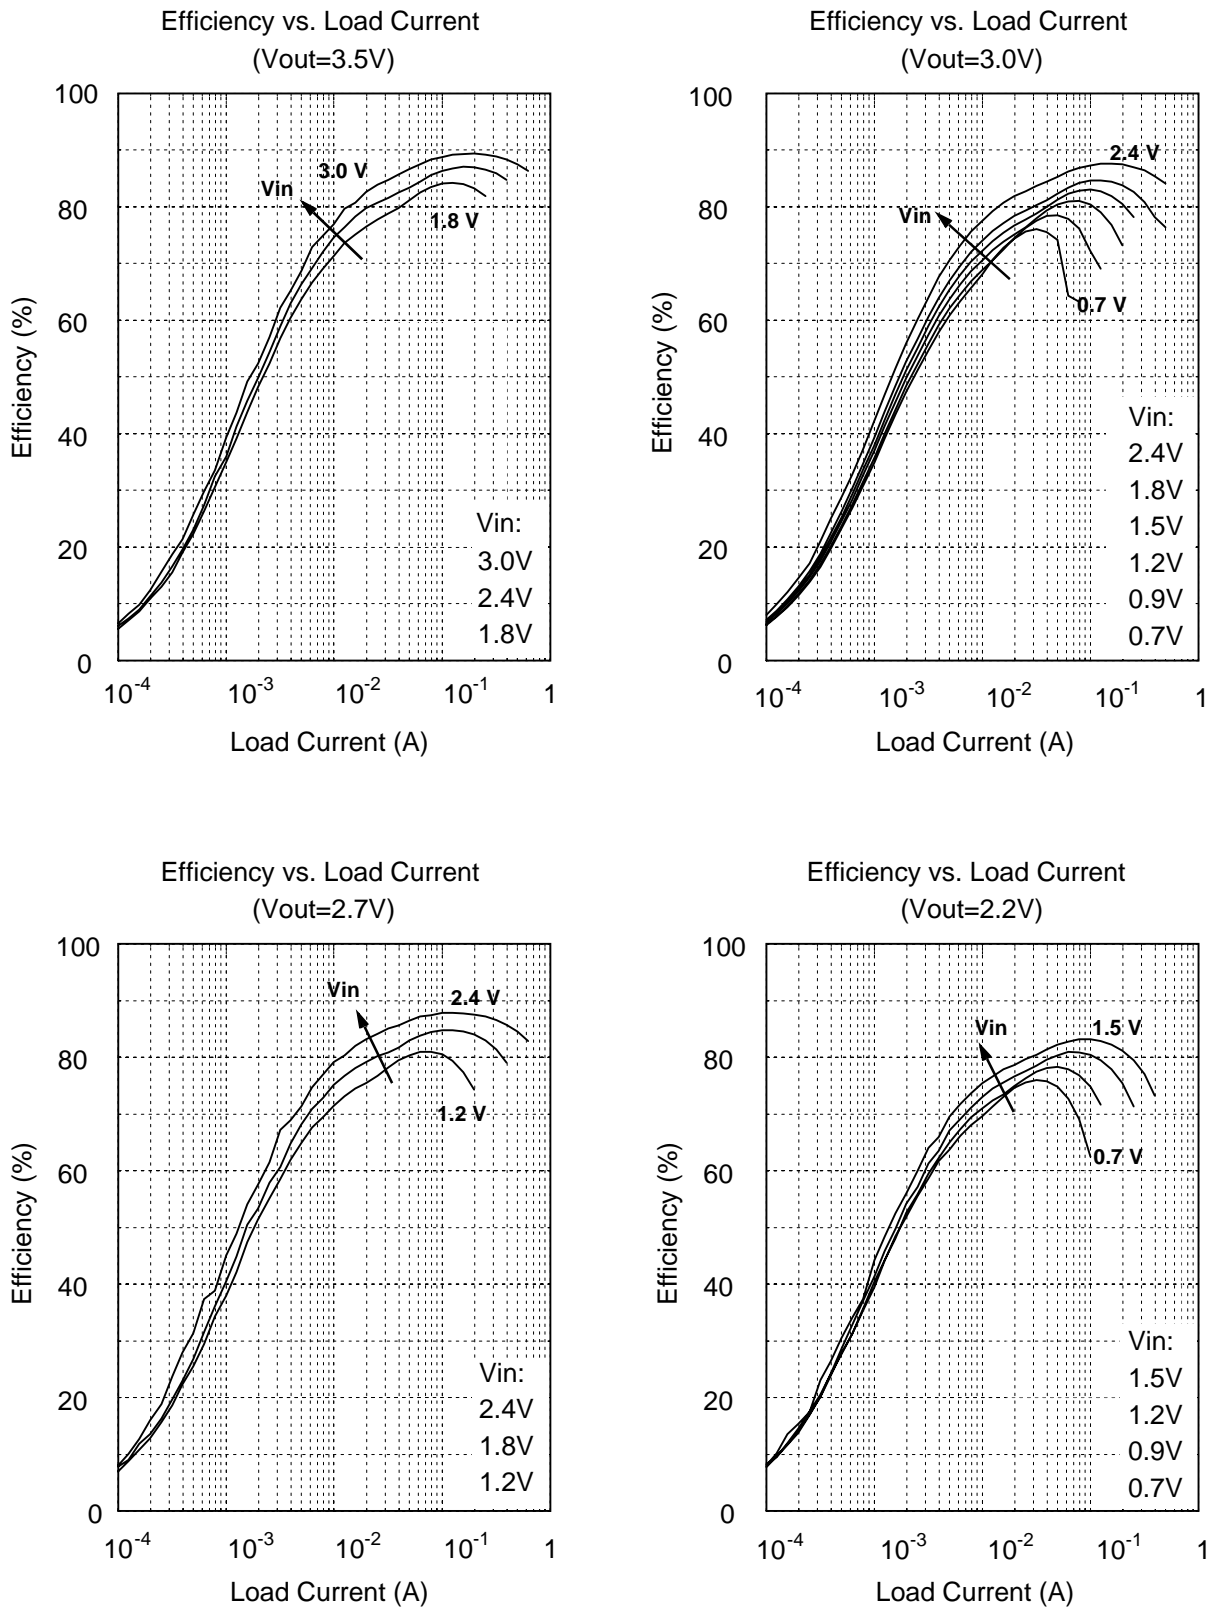 Efficiency vs. Load Current
(Vout=3.5V)
100
80
60
40
20
0
Efficiency (%)
3.0 V
Vin
1.8 V
Vin:
3.0V
2.4V
1.8V
10-4
10-3
10-2
10-1
1
Load Current (A)
Efficiency vs. Load Current
(Vout=3.0V)
100
80
60
40
20
0
Efficiency (%)
2.4 V
Vin
0.7 V
Vin:
2.4V
1.8V
1.5V
1.2V
0.9V
0.7V
10-4
10-3
10-2
10-1
1
Load Current (A)
Efficiency vs. Load Current
(Vout=2.7V)
100
80
60
40
20
0
Efficiency (%)
Vin
2.4 V
1.2 V
Vin:
2.4V
1.8V
1.2V
10-4
10-3
10-2
10-1
1
Load Current (A)
Efficiency vs. Load Current
(Vout=2.2V)
100
80
60
40
20
0
Efficiency (%)
Vin
1.5 V
0.7 V
Vin:
1.5V
1.2V
0.9V
0.7V
10-4
10-3
10-2
10-1
1
Load Current (A)